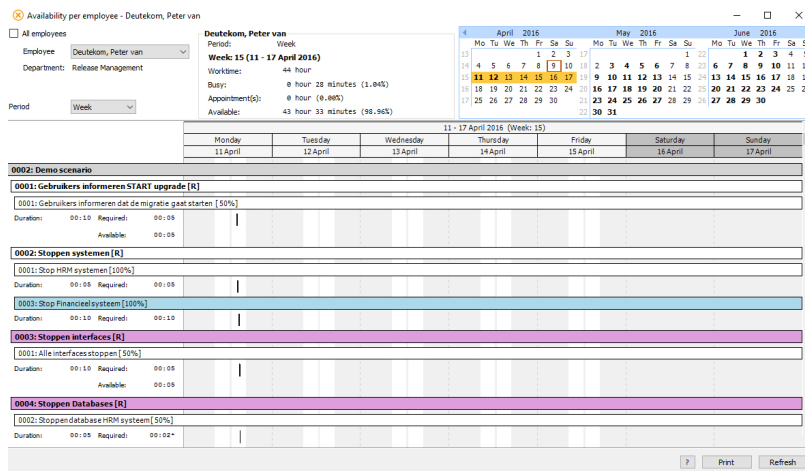 Availability per employee - Deutekom, Peter van
All employees
Employee Deutekom, Peter van
Department: Release Management
Period Week
Deutekom, Peter van
Period: Week
Week: 15 (11 - 17 April 2016)
Worktime: 44 hour
Busy: 0 hour 28 minutes (1.04%)
Appointment(s): 0 hour (0.00%)
Available: 43 hour 33 minutes (98.96%)
April 2016
Mo Tu We Th Fr Sa Su
13 1 2 3
14 4 5 6 7 8 9 10
15 11 12 13 14 15 16 17
16 18 19 20 21 22 23 24
17 25 26 27 28 29 30
May 2016
Mo Tu We Th Fr Sa Su
17 1
18 2 3 4 5 6 7 8
19 9 10 11 12 13 14 15
20 16 17 18 19 20 21 22
21 23 24 25 26 27 28 29
22 30 31
June 2016
Mo Tu We Th Fr Sa S
22 1 2 3 4
23 6 7 8 9 10 11 1
24 13 14 15 16 17 18 1
25 20 21 22 23 24 25 2
26 27 28 29 30
11 - 17 April 2016 (Week: 15)
Monday Tuesday Wednesday Thursday Friday Saturday Sunday
11 April 12 April 13 April 14 April 15 April 16 April 17 April
0002: Demo scenario
0001: Gebruikers informeren START upgrade [R]
0001: Gebruikers informeren dat de migratie gaat starten [50%]
Duration: 00:10 Required: 00:05
Available: 00:05
0002: Stoppen systemen [R]
0001: Stop HRM systemen [100%]
Duration: 00:05 Required: 00:05
0003: Stop Financieel systeem [100%]
Duration: 00:10 Required: 00:10
0003: Stoppen interfaces [R]
0001: Alle interfaces stoppen [50%]
Duration: 00:10 Required: 00:05
Available: 00:05
0004: Stoppen Databases [R]
0002: Stoppen database HRM systeem [50%]
Duration: 00:05 Required: 00:02*
? Print Refresh